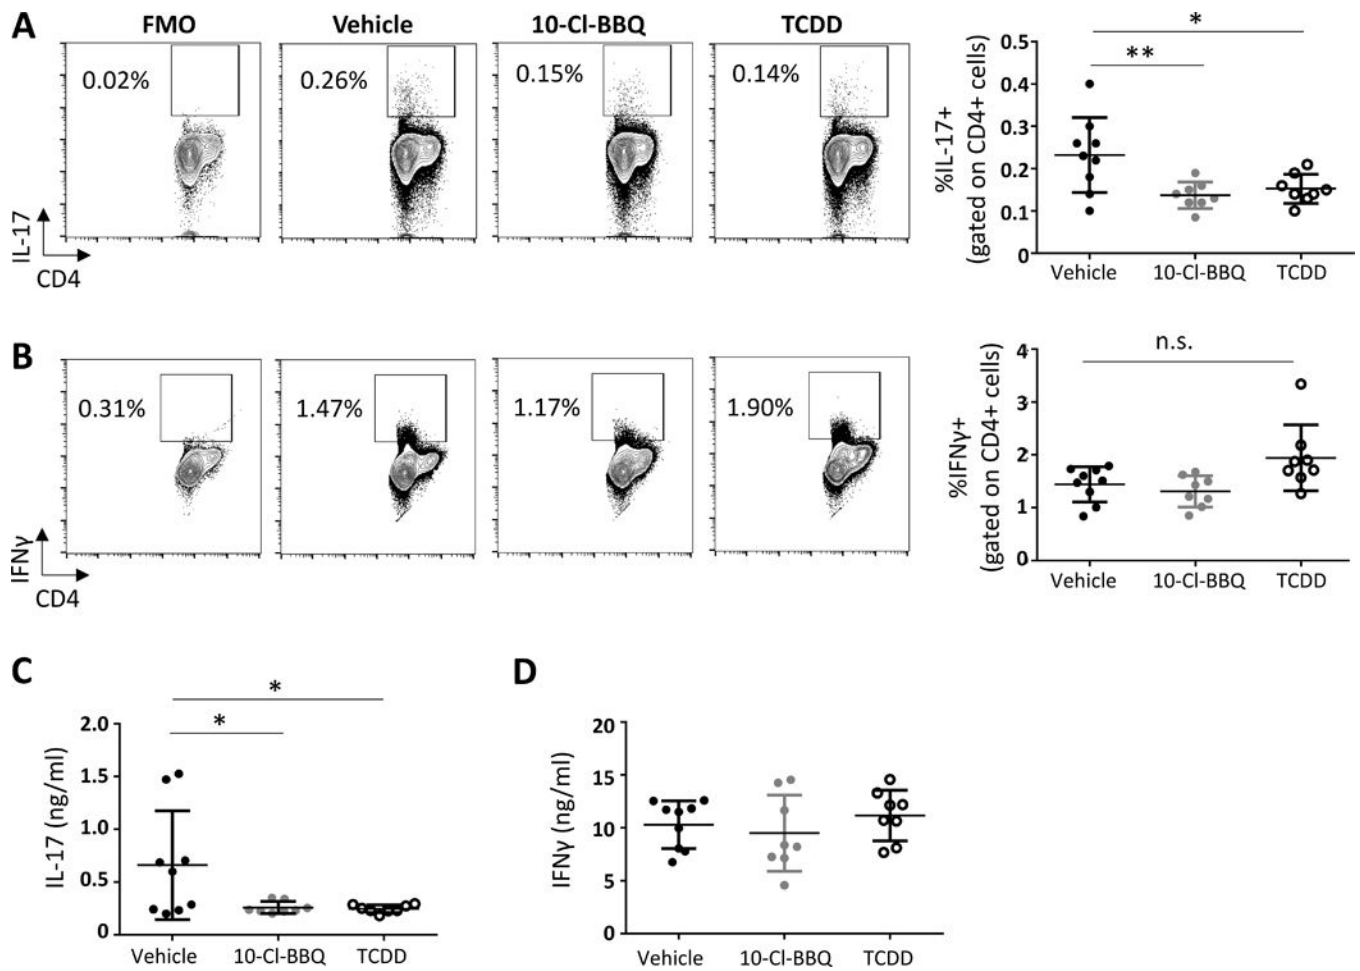 A
FMO
Vehicle
10-Cl-BBQ
TCDD
0.02%
0.26%
0.15%
0.14%
IL-17
CD4
*
**
0.5
0.4
0.3
0.2
0.1
0
%IL-17+
(gated on CD4+ cells)
Vehicle
10-Cl-BBQ
TCDD
B
0.31%
1.47%
1.17%
1.90%
IFNγ
CD4
n.s.
4
3
2
1
0
%IFNγ+
(gated on CD4+ cells)
Vehicle
10-Cl-BBQ
TCDD
C
*
*
2.0
1.5
1.0
0.5
0
IL-17 (ng/ml)
Vehicle
10-Cl-BBQ
TCDD
D
20
15
10
5
0
IFNγ (ng/ml)
Vehicle
10-Cl-BBQ
TCDD